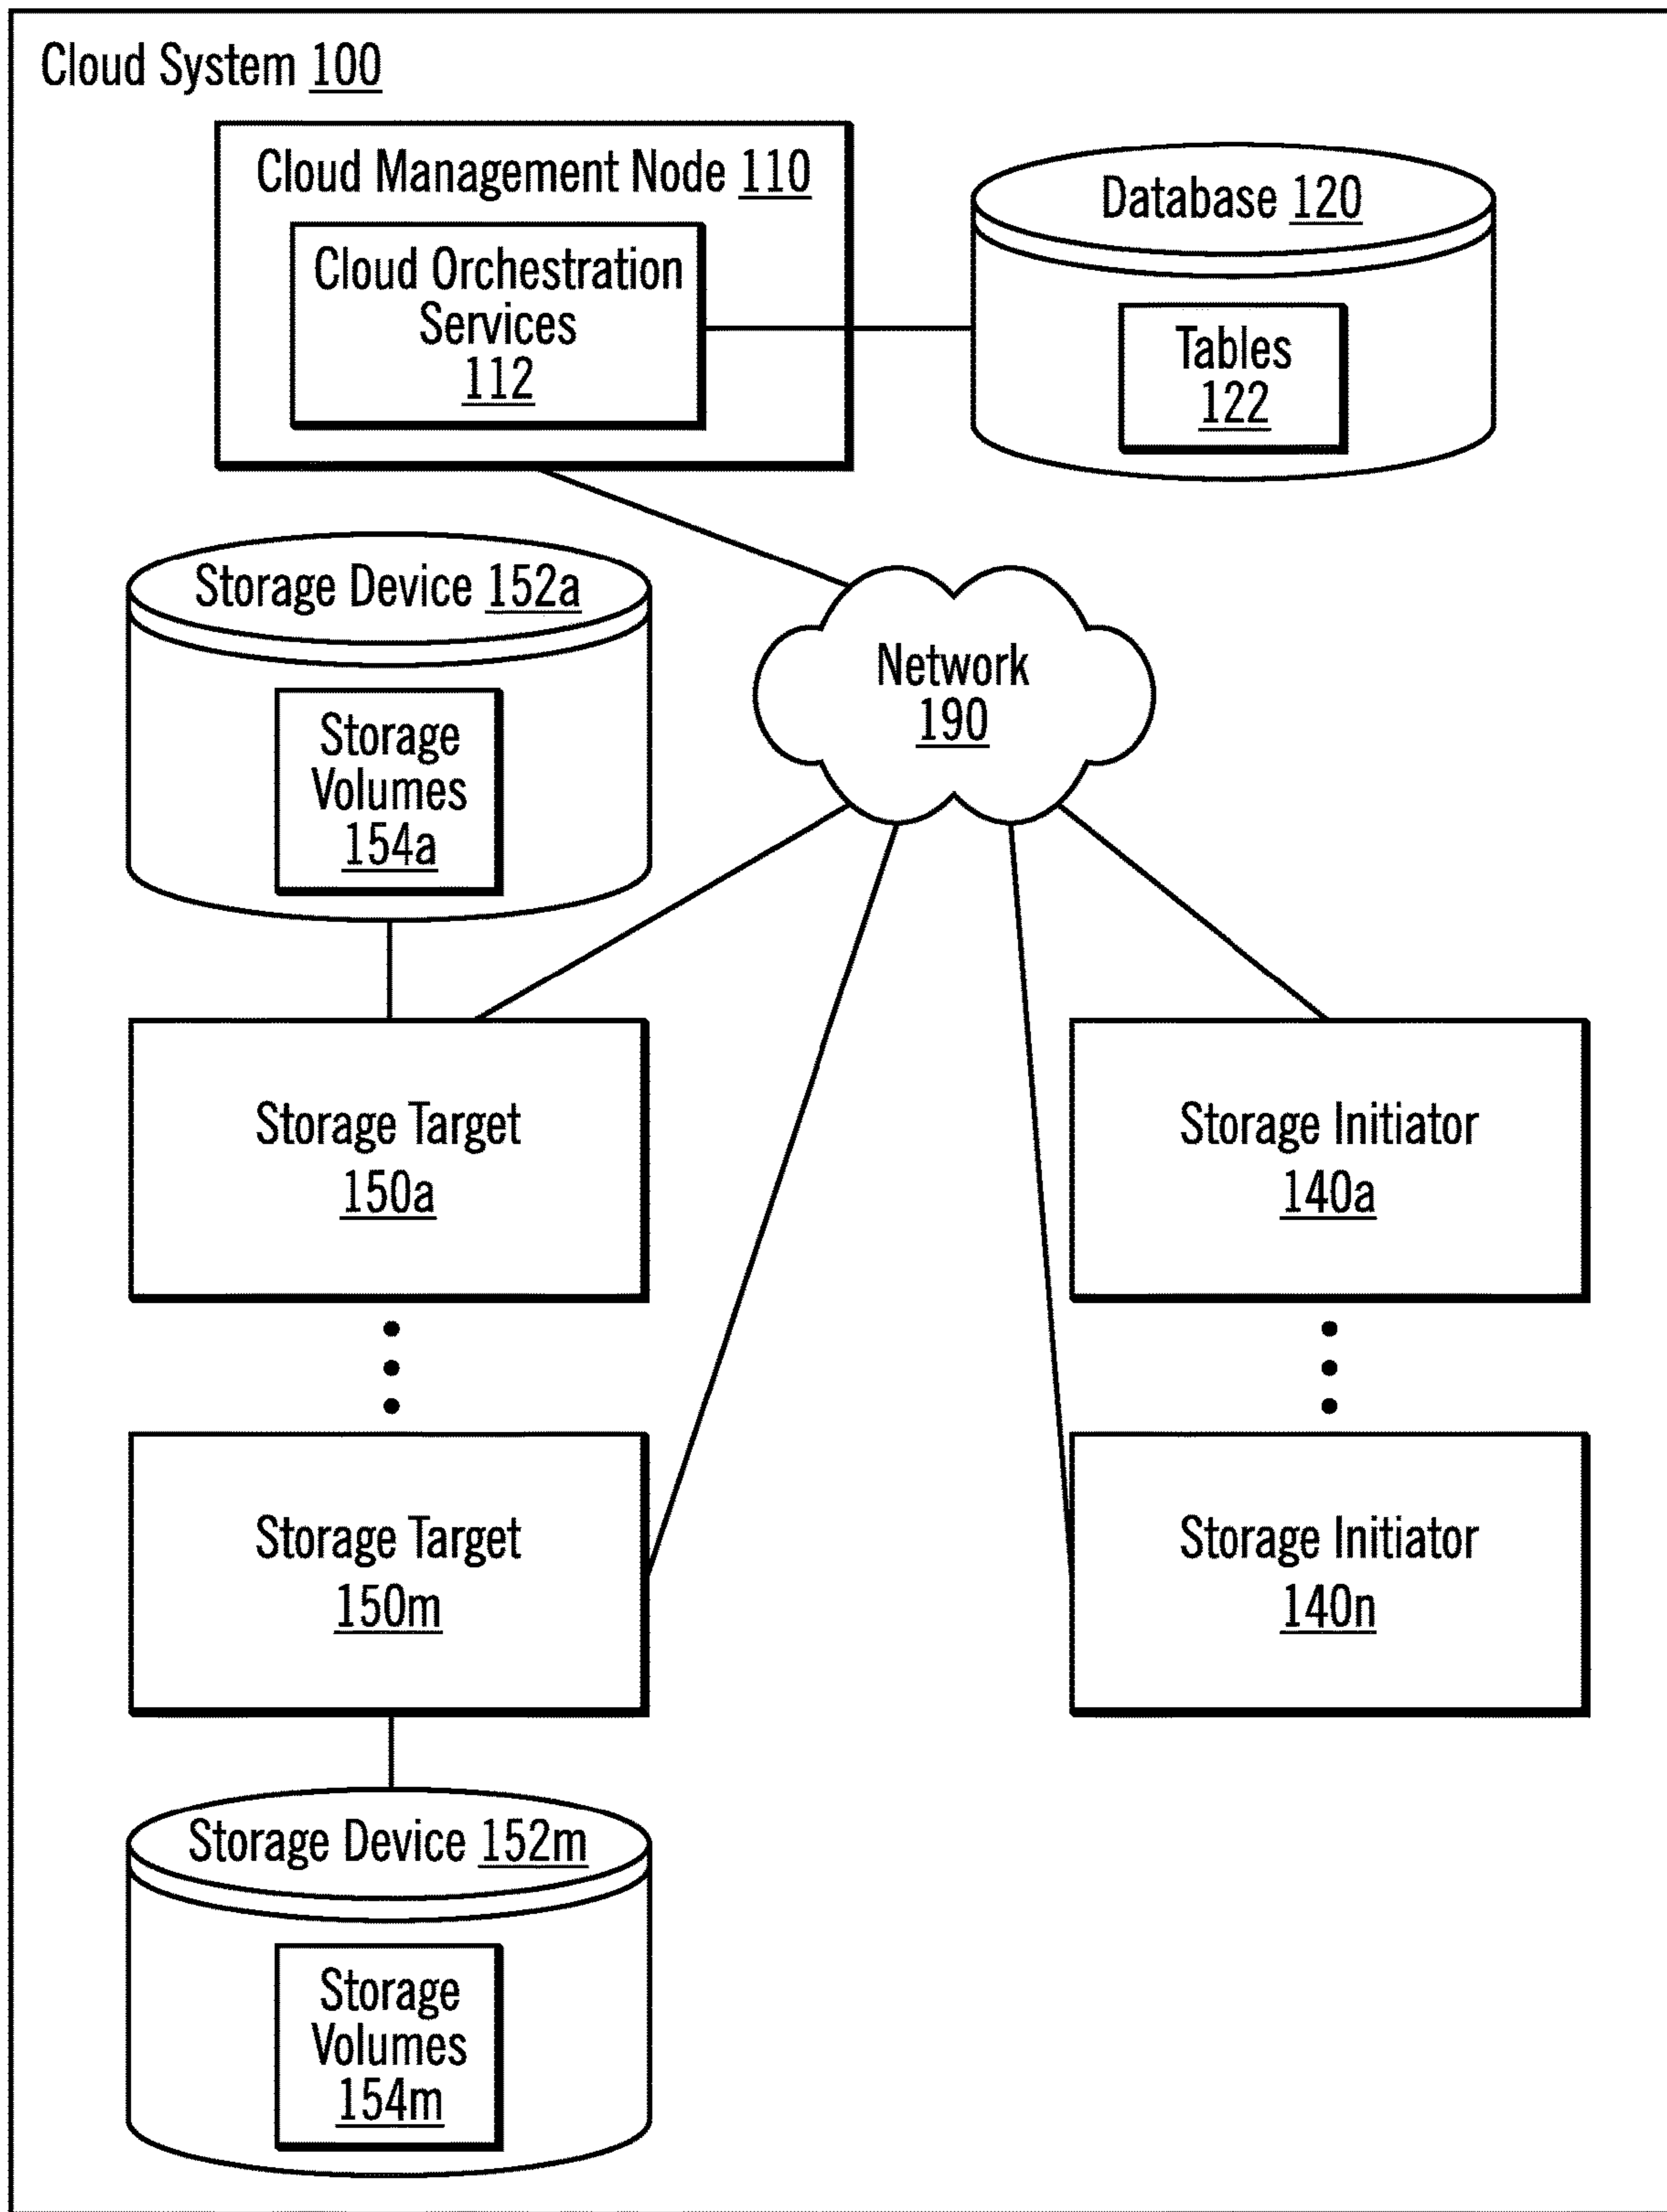 Cloud System 100
Cloud Management Node 110
Cloud Orchestration
Services
112
Database 120
Tables
122
Storage Device 152a
Storage
Volumes
154a
Network
190
Storage Target
150a
Storage Initiator
140a
Storage Target
150m
Storage Initiator
140n
Storage Device 152m
Storage
Volumes
154m